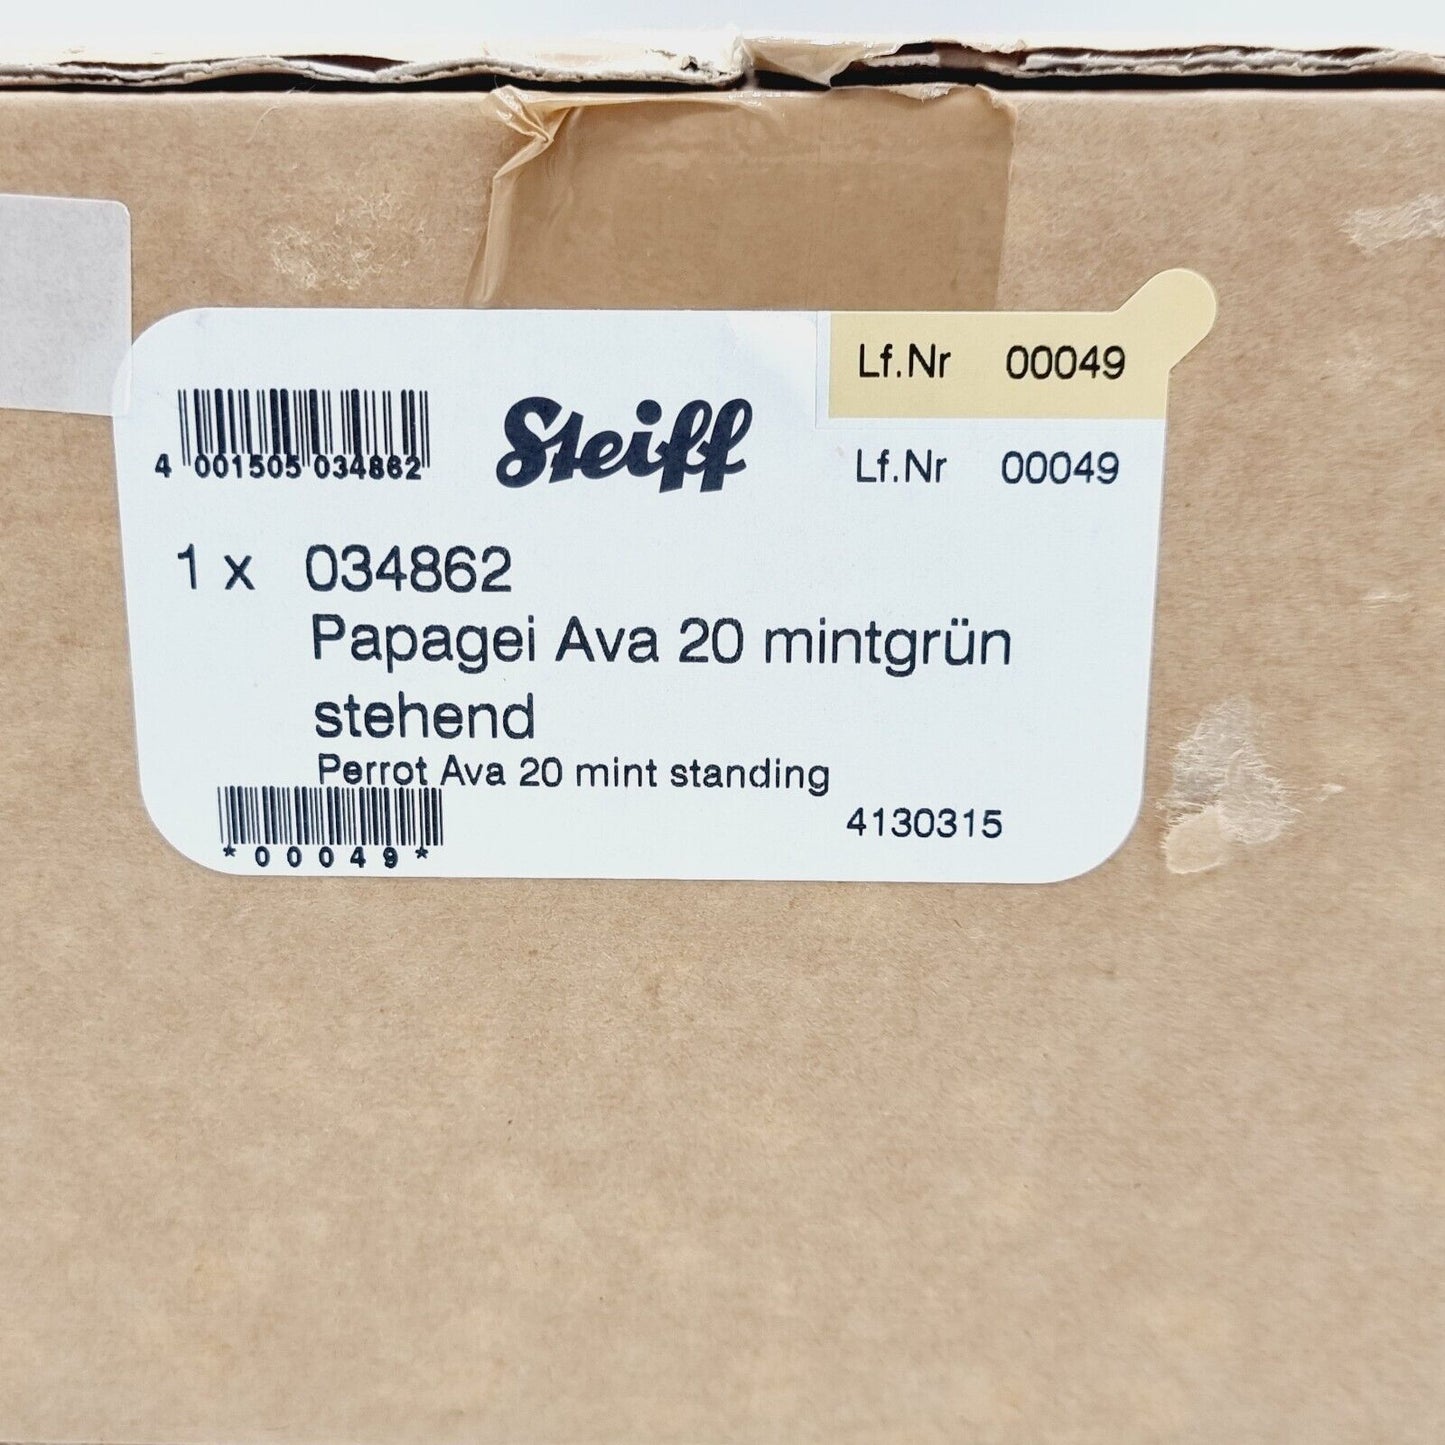 Lf.Nr 00049
4 001505 034862
Steiff
Lf.Nr 00049
1 x 034862
Papagei Ava 20 mintgrün
stehend
Perrot Ava 20 mint standing
4130315
*00049*